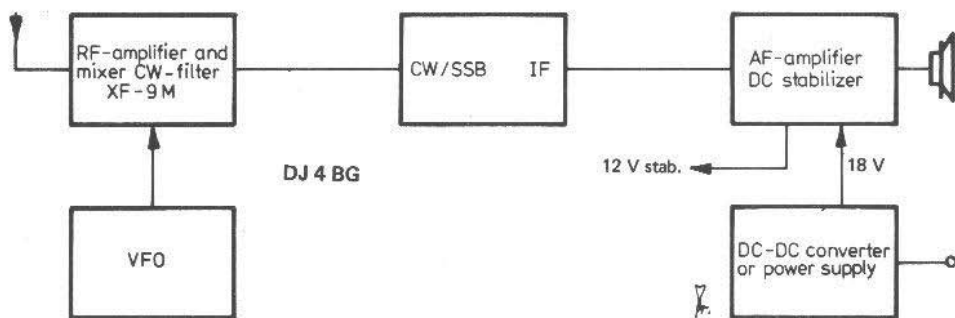 RF-amplifier and
mixer CW-filter
XF-9M
CW/SSB IF
AF-amplifier
DC stabilizer
DJ 4 BG
12 V stab.
18 V
VFO
DC-DC converter
or power supply